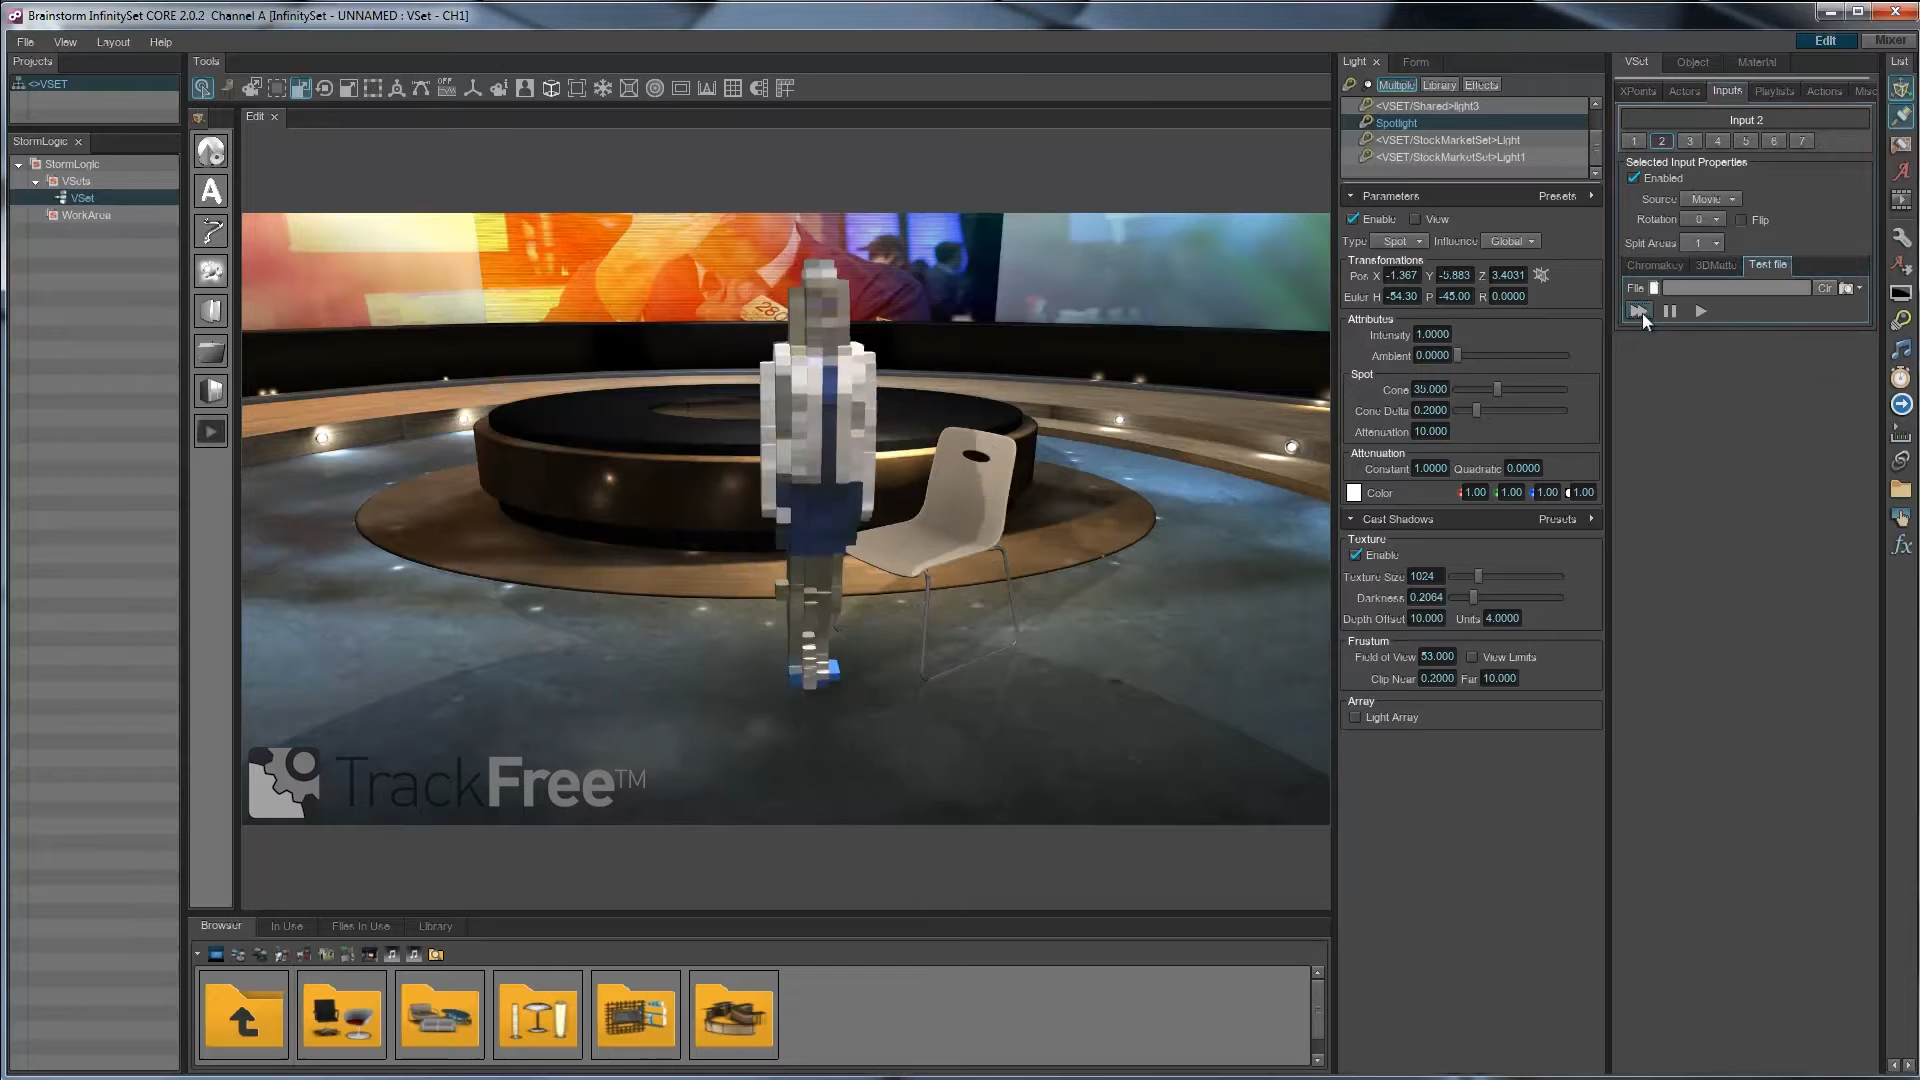 Brainstorm InfinitySet CORE 2.0.2 Channel A [InfinitySet - UNNAMED : VSet - CH1]
File View Layout Help
Edit Mixer
Projects
<>VSET
StormLogic
StormLogic
VSets
VSet
WorkArea
Tools
OFF
Edit
TrackFree™
Browser In Use Files In Use Library
Light Form
Multiple Library Effects
<VSET/Shared>light3
Spotlight
<VSET/StockMarketSet>Light
<VSET/StockMarketSet>Light1
Parameters Presets
Enable View
Type Spot Influence Global
Transfomations
Pos X -1.367 Y -5.883 Z 3.4031
Euler H -54.30 P -45.00 R 0.0000
Attributes
Intensity 1.0000
Ambient 0.0000
Spot
Cone 35.000
Cone Delta 0.2000
Attenuation 10.000
Attenuation
Constant 1.0000 Quadratic 0.0000
Color 1.00 1.00 1.00 1.00
Cast Shadows Presets
Texture
Enable
Texture Size 1024
Darkness 0.2064
Depth Offset 10.000 Units 4.0000
Frustum
Field of View 53.000 View Limits
Clip Near 0.2000 Far 10.000
Array
Light Array
VSet Object Material
XPoints Actors Inputs Playlists Actions Misc
Input 2
1 2 3 4 5 6 7
Selected Input Properties
Enabled
Source Movie
Rotation 0 Flip
Split Areas 1
Chromakey 3DMatte Test file
File Clr
List